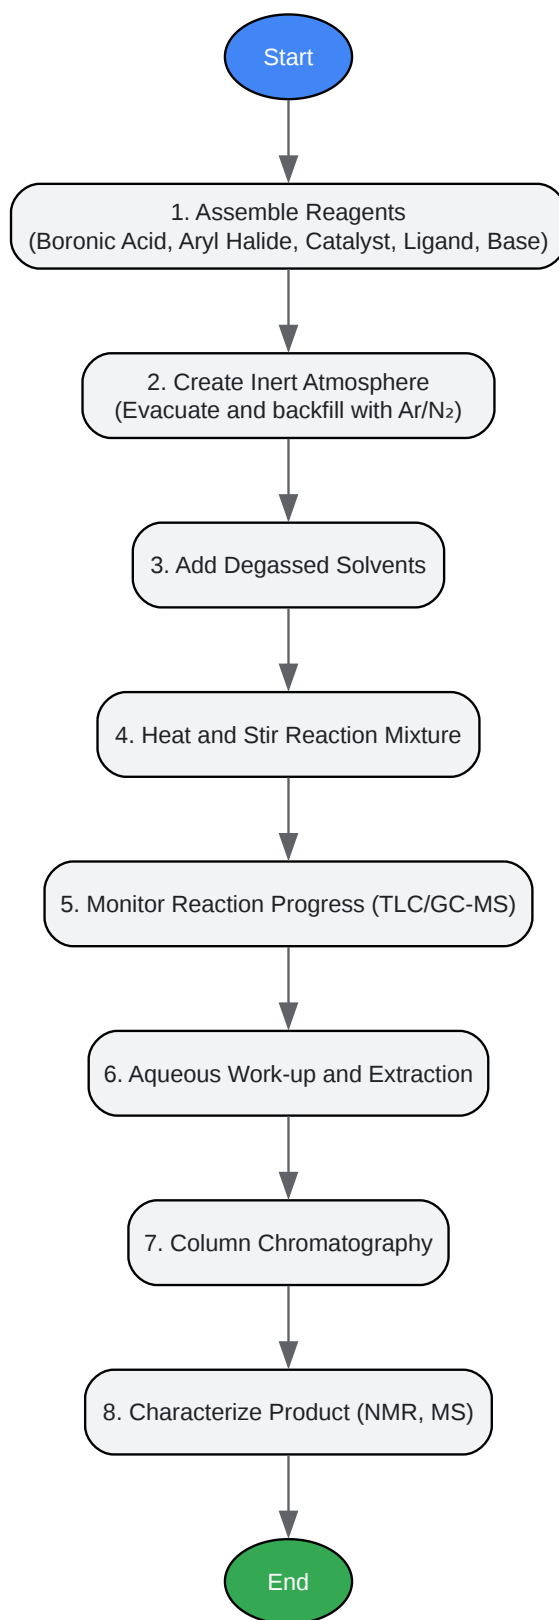 Start
1. Assemble Reagents
(Boronic Acid, Aryl Halide, Catalyst, Ligand, Base)
2. Create Inert Atmosphere
(Evacuate and backfill with Ar/N₂)
3. Add Degassed Solvents
4. Heat and Stir Reaction Mixture
5. Monitor Reaction Progress (TLC/GC-MS)
6. Aqueous Work-up and Extraction
7. Column Chromatography
8. Characterize Product (NMR, MS)
End